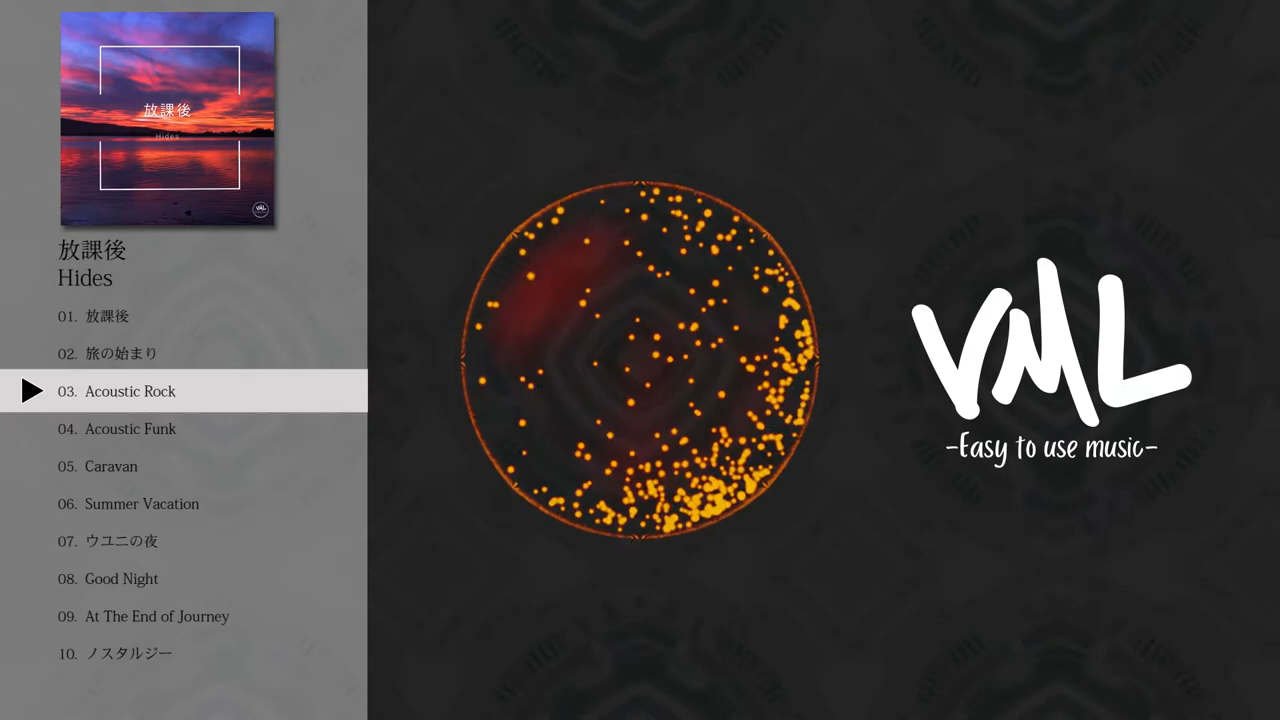 放課後
Hides
VML
放課後
Hides
01. 放課後
02. 旅の始まり
03. Acoustic Rock
04. Acoustic Funk
05. Caravan
06. Summer Vacation
07. ウユニの夜
08. Good Night
09. At The End of Journey
10. ノスタルジー
VML
-Easy to use music-